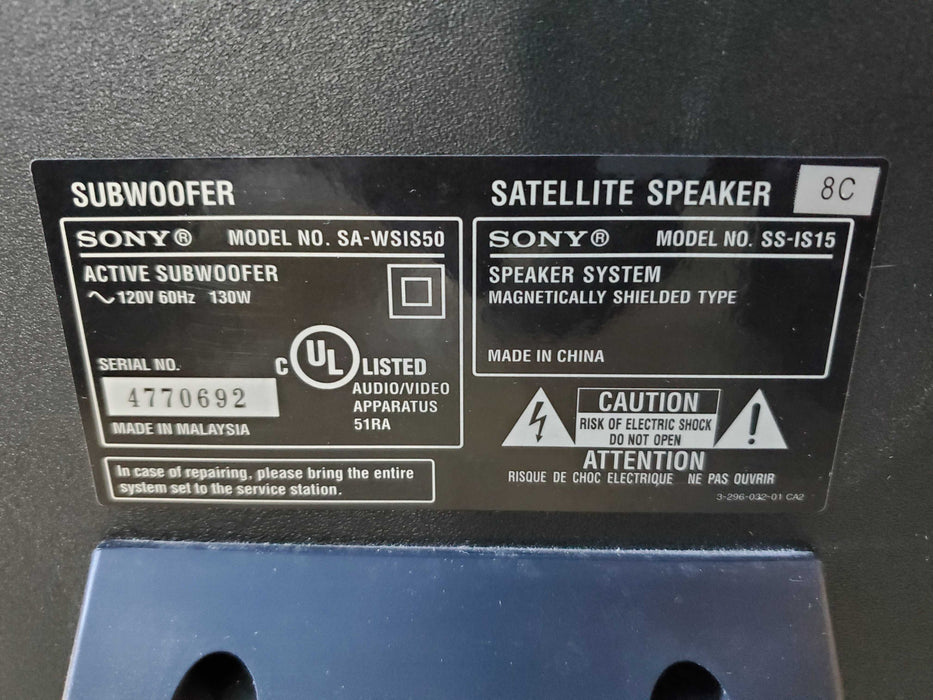 SUBWOOFER
SONY® MODEL NO. SA-WSIS50
ACTIVE SUBWOOFER
∿ 120V 60Hz 130W
SERIAL NO.
4770692
MADE IN MALAYSIA
C UL LISTED
AUDIO/VIDEO
APPARATUS
51RA
In case of repairing, please bring the entire
system set to the service station.
SATELLITE SPEAKER 8C
SONY® MODEL NO. SS-IS15
SPEAKER SYSTEM
MAGNETICALLY SHIELDED TYPE
MADE IN CHINA
CAUTION
RISK OF ELECTRIC SHOCK
DO NOT OPEN
ATTENTION
RISQUE DE CHOC ELECTRIQUE NE PAS OUVRIR
3-296-032-01 CA2